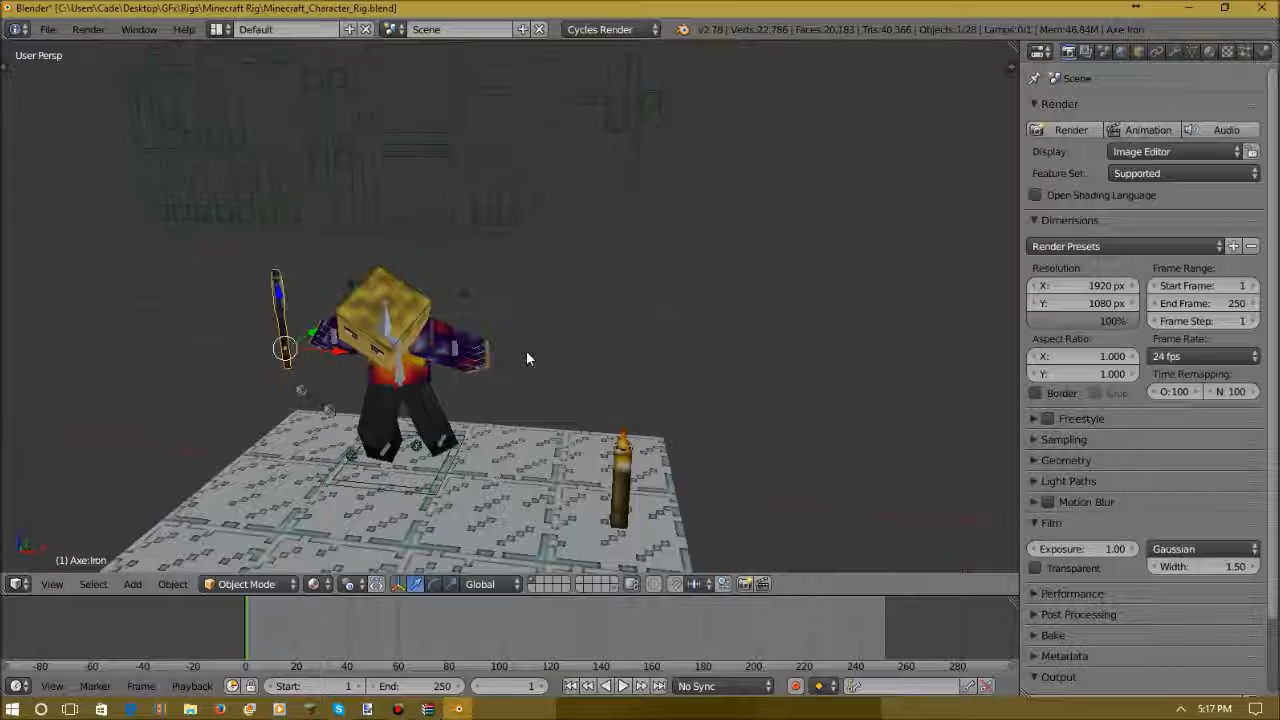 Blender* [C:\Users\Cade\Desktop\GFx\Rigs\Minecraft Rig\Minecraft_Character_Rig.blend]
File Render Window Help Default Scene Cycles Render v2.78 | Verts:22,786 | Faces:20,183 | Tris:40,366 | Objects:1/28 | Lamps:0/1 | Mem:46.84M | Axe:Iron
User Persp
Scene
Render
Render Animation Audio
Display: Image Editor
Feature Set: Supported
Open Shading Language
Dimensions
Render Presets
Resolution Frame Range:
X: 1920 px Start Frame: 1
Y: 1080 px End Frame: 250
100% Frame Step: 1
Aspect Ratio: Frame Rate:
X: 1.000 24 fps
Y: 1.000 Time Remapping:
Border Crop O:100 N: 100
Freestyle
Sampling
Geometry
Light Paths
Motion Blur
Film
Exposure: 1.00 Gaussian
Transparent Width: 1.50
Performance
Post Processing
Bake
Metadata
Output
(1) Axe:Iron
View Select Add Object Object Mode Global
-80 -60 -40 -20 0 20 40 60 80 100 120 140 160 180 200 220 240 260 280
View Marker Frame Playback Start: 1 End: 250 1 No Sync
5:17 PM